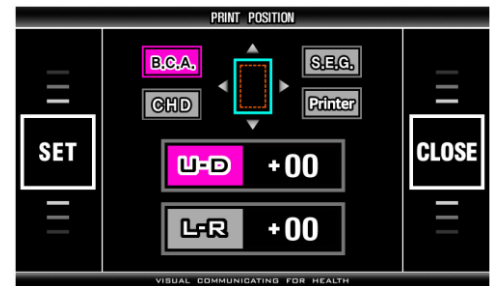 PRINT POSITION
B.C.A. S.E.G.
CHD Printer
SET CLOSE
U-D +00
L-R +00
VISUAL COMMUNICATING FOR HEALTH